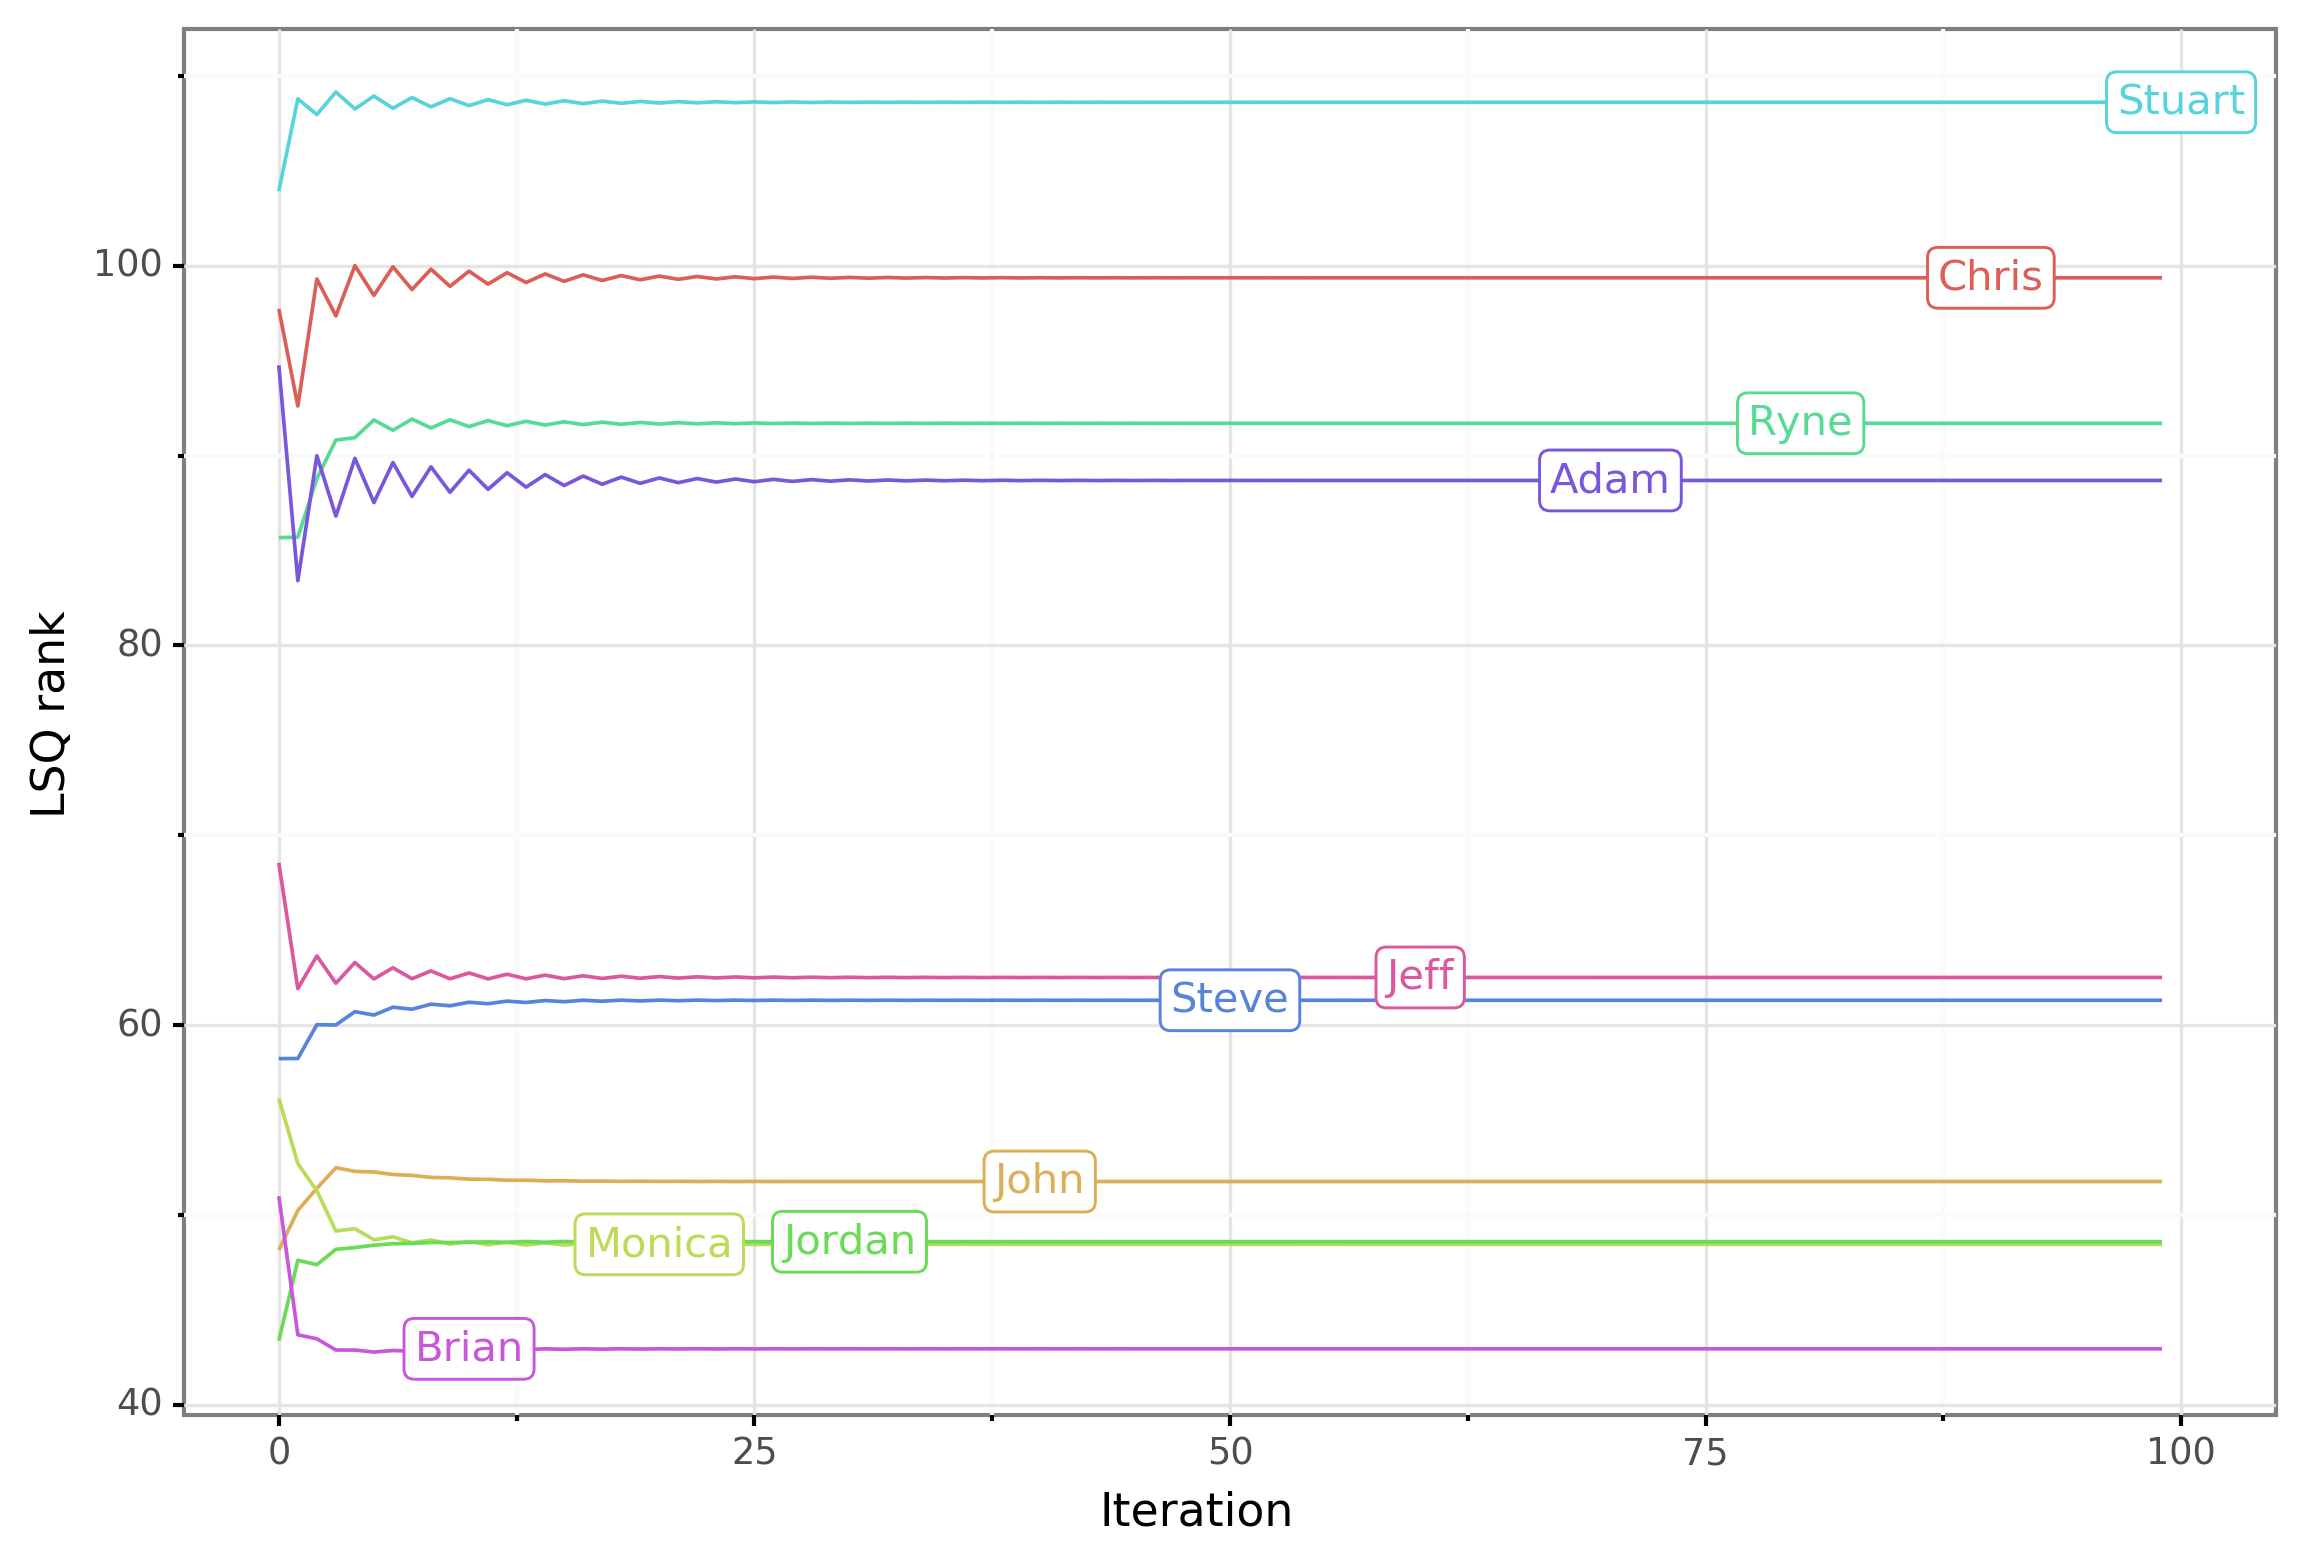 Stuart
100
Chris
Ryne
Adam
80
LSQ rank
Jeff
Steve
60
John
Monica
Jordan
Brian
40
0 25 50 75 100
Iteration